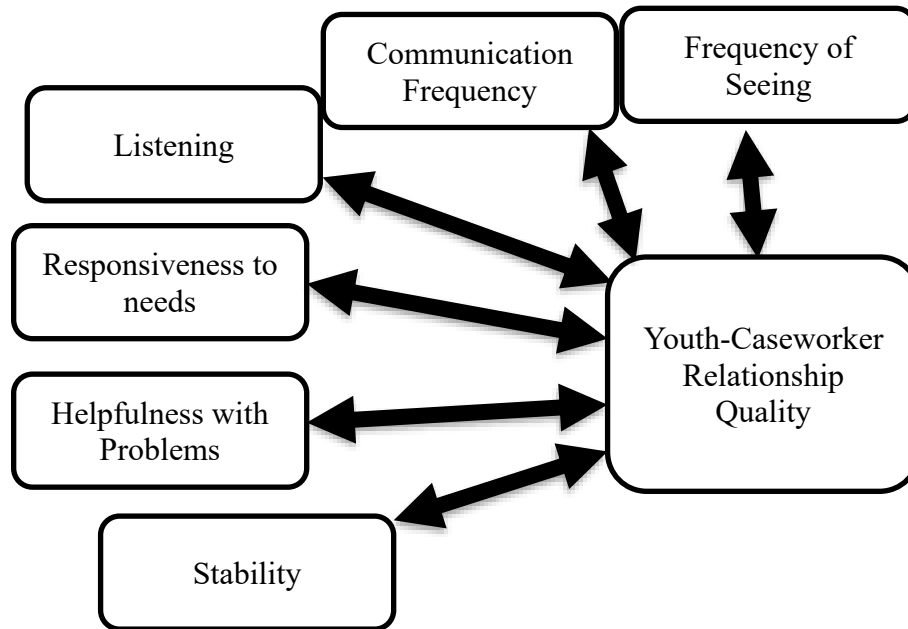 Communication
Frequency
Frequency of
Seeing
Listening
Responsiveness to
needs
Youth-Caseworker
Relationship
Quality
Helpfulness with
Problems
Stability